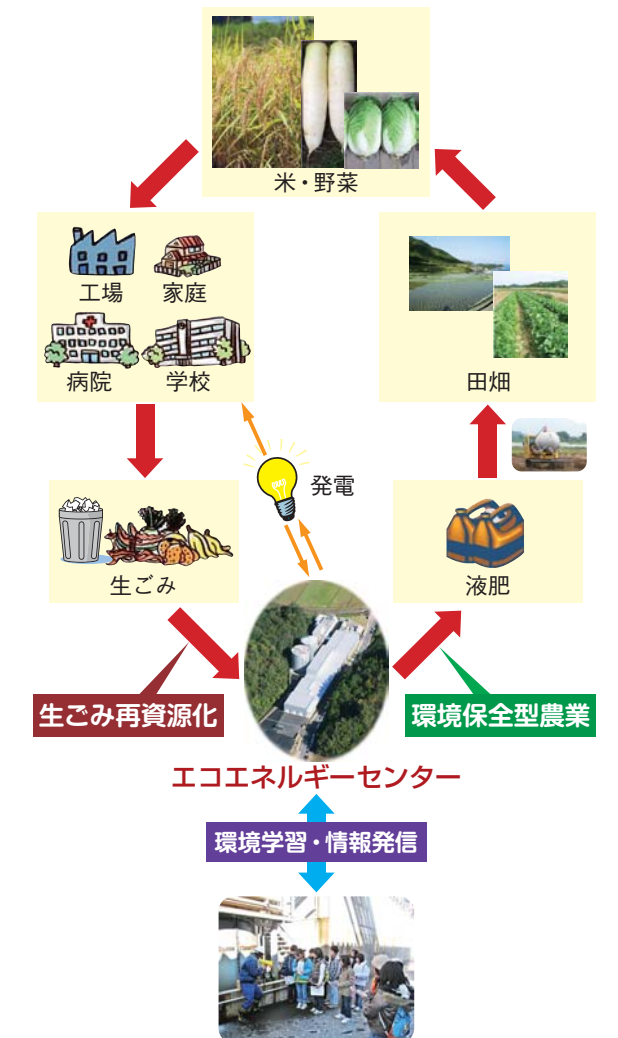 米・野菜
工場 家庭
病院 学校
田畑
発電
生ごみ
液肥
生ごみ再資源化
環境保全型農業
エコエネルギーセンター
環境学習・情報発信